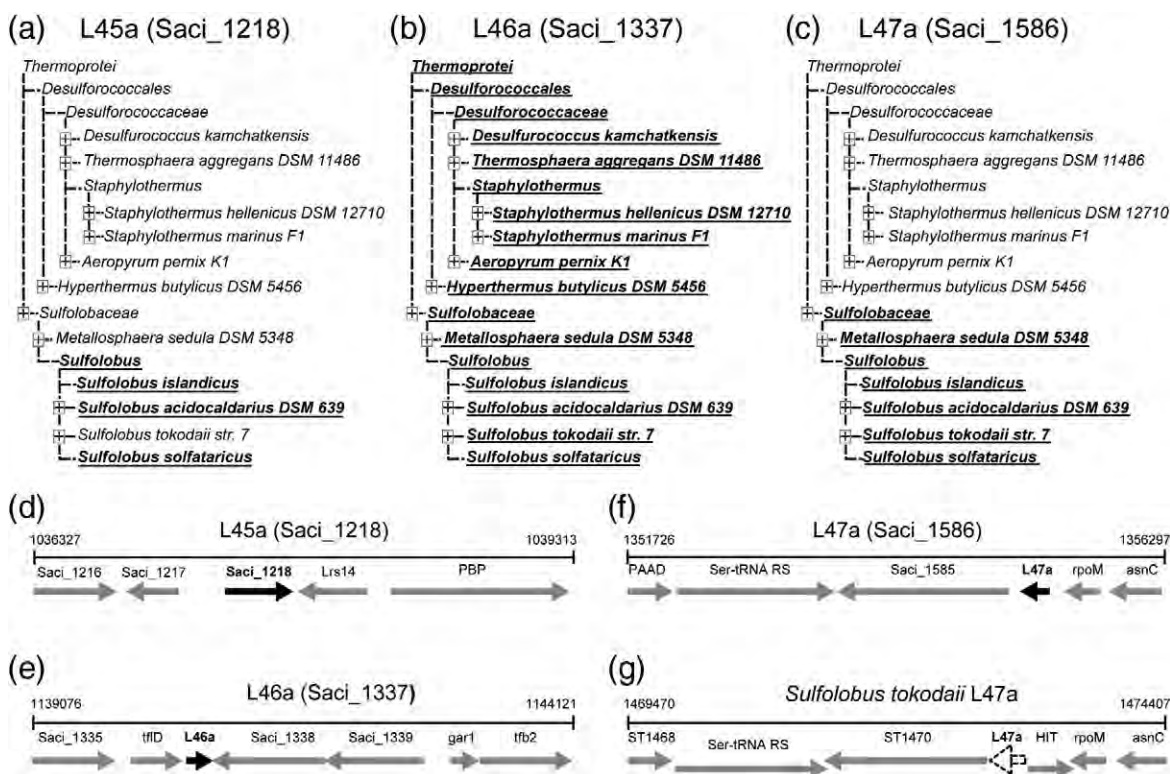 (a) L45a (Saci_1218)
Thermoprotei
Desulforococcales
Desulforococcaceae
Desulfurococcus kamchatkensis
Thermosphaera aggregans DSM 11486
Staphylothermus
Staphylothermus hellenicus DSM 12710
Staphylothermus marinus F1
Aeropyrum pernix K1
Hyperthermus butylicus DSM 5456
Sulfolobaceae
Metallosphaera sedula DSM 5348
Sulfolobus
Sulfolobus islandicus
Sulfolobus acidocaldarius DSM 639
Sulfolobus tokodaii str. 7
Sulfolobus solfataricus
(b) L46a (Saci_1337)
Thermoprotei
Desulforococcales
Desulforococcaceae
Desulfurococcus kamchatkensis
Thermosphaera aggregans DSM 11486
Staphylothermus
Staphylothermus hellenicus DSM 12710
Staphylothermus marinus F1
Aeropyrum pernix K1
Hyperthermus butylicus DSM 5456
Sulfolobaceae
Metallosphaera sedula DSM 5348
Sulfolobus
Sulfolobus islandicus
Sulfolobus acidocaldarius DSM 639
Sulfolobus tokodaii str. 7
Sulfolobus solfataricus
(c) L47a (Saci_1586)
Thermoprotei
Desulforococcales
Desulforococcaceae
Desulfurococcus kamchatkensis
Thermosphaera aggregans DSM 11486
Staphylothermus
Staphylothermus hellenicus DSM 12710
Staphylothermus marinus F1
Aeropyrum pernix K1
Hyperthermus butylicus DSM 5456
Sulfolobaceae
Metallosphaera sedula DSM 5348
Sulfolobus
Sulfolobus islandicus
Sulfolobus acidocaldarius DSM 639
Sulfolobus tokodaii str. 7
Sulfolobus solfataricus
(d) L45a (Saci_1218)
1036327 1039313
Saci_1216 Saci_1217 Saci_1218 Lrs14 PBP
(e) L46a (Saci_1337)
1139076 1144121
Saci_1335 tfID L46a Saci_1338 Saci_1339 gar1 tfb2
(f) L47a (Saci_1586)
1351726 1356297
PAAD Ser-tRNA RS Saci_1585 L47a rpoM asnC
(g) Sulfolobus tokodaii L47a
1469470 1474407
ST1468 Ser-tRNA RS ST1470 L47a HIT rpoM asnC